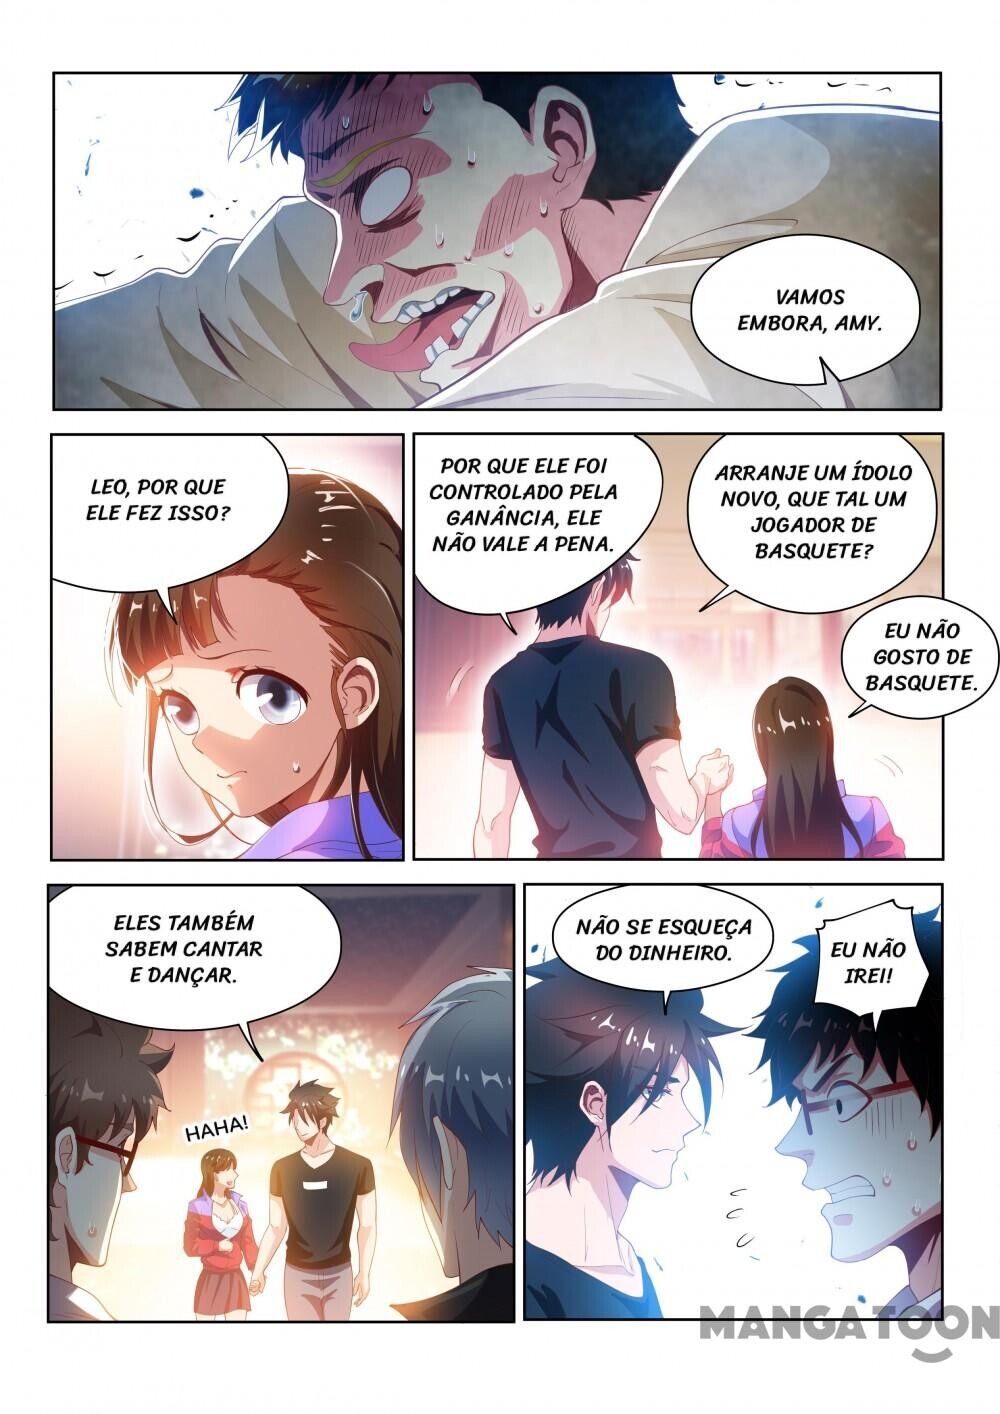 VAMOS
EMBORA, AMY.
LEO, POR QUE
ELE FEZ ISSO?
POR QUE ELE FOI
CONTROLADO PELA
GANÂNCIA, ELE
NÃO VALE A PENA.
ARRANJE UM ÍDOLO
NOVO, QUE TAL UM
JOGADOR DE
BASQUETE?
EU NÃO
GOSTO DE
BASQUETE.
ELES TAMBÉM
SABEM CANTAR
E DANÇAR.
HAHA!
NÃO SE ESQUEÇA
DO DINHEIRO.
EU NÃO
IREI!
MANGATOON